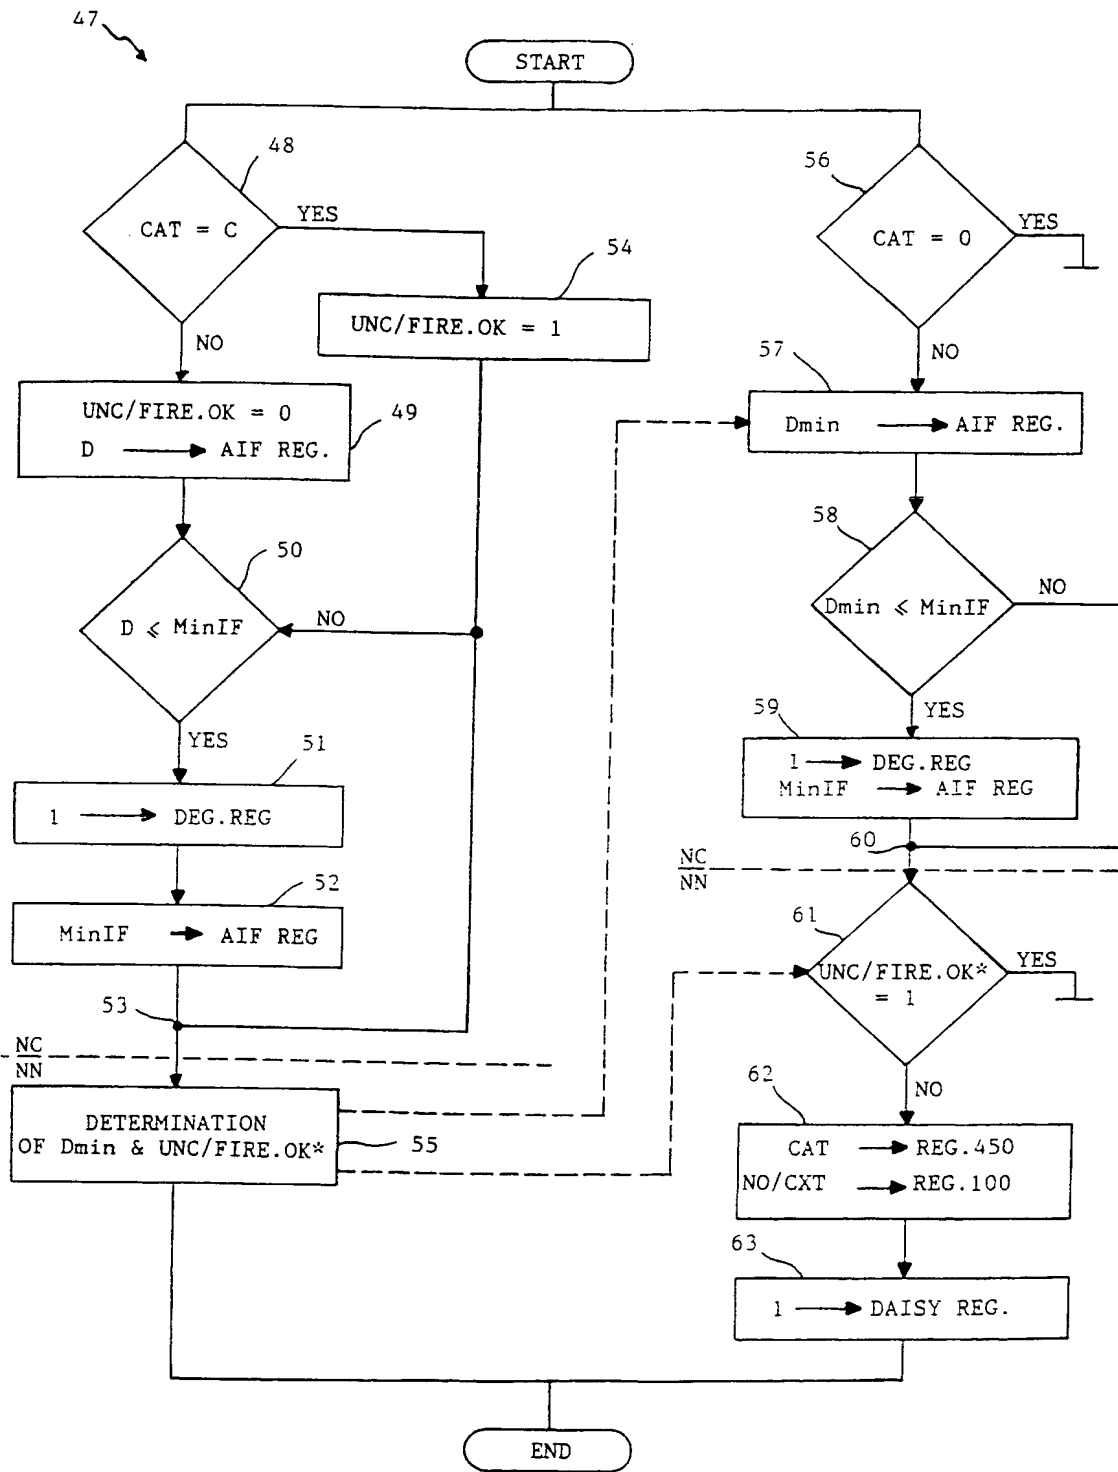 47
START
48
CAT = C
YES
NO
54
UNC/FIRE.OK = 1
UNC/FIRE.OK = 0
D → AIF REG.
49
50
D ⩽ MinIF
NO
YES
51
1 → DEG.REG
52
MinIF → AIF REG
53
NC
NN
DETERMINATION
OF Dmin & UNC/FIRE.OK*
55
56
CAT = 0
YES
NO
57
Dmin → AIF REG.
58
Dmin ⩽ MinIF
NO
YES
59
1 → DEG.REG
MinIF → AIF REG
60
NC
NN
61
UNC/FIRE.OK*
= 1
YES
NO
62
CAT → REG.450
NO/CXT → REG.100
63
1 → DAISY REG.
END